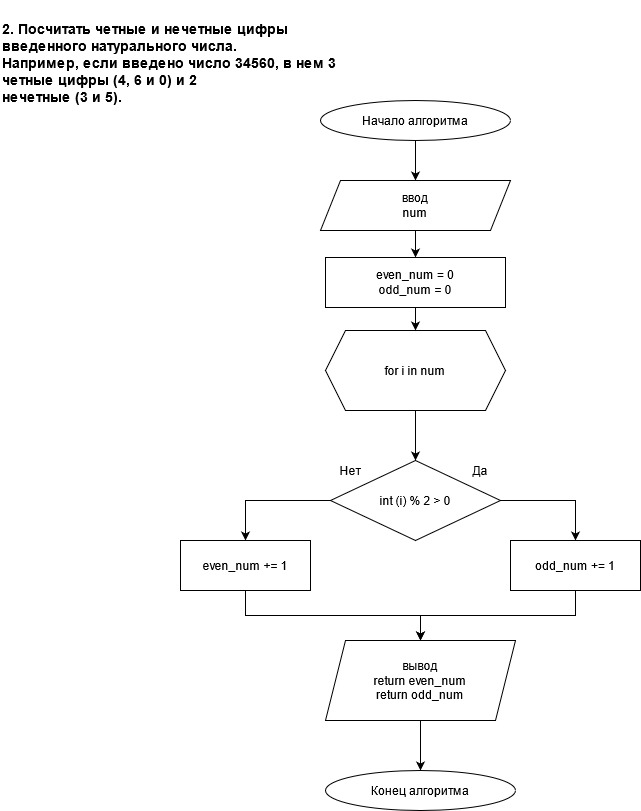 2. Посчитать четные и нечетные цифры
введенного натурального числа.
Например, если введено число 34560, в нем 3
четные цифры (4, 6 и 0) и 2
нечетные (3 и 5).
Начало алгоритма
ввод
num
even_num = 0
odd_num = 0
for i in num
Нет
Да
int (i) % 2 > 0
even_num += 1
odd_num += 1
вывод
return even_num
return odd_num
Конец алгоритма